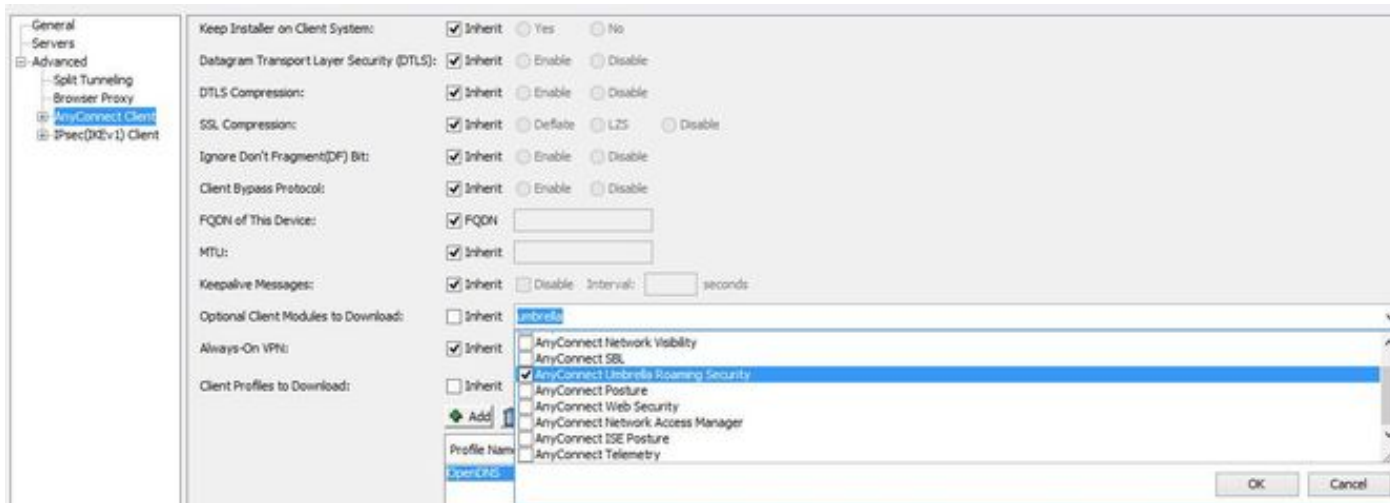 General
Servers
Advanced
Split Tunneling
Browser Proxy
AnyConnect Client
IPsec(IKEv1) Client
Keep Installer on Client System: Inherit Yes No
Datagram Transport Layer Security (DTLS): Inherit Enable Disable
DTLS Compression: Inherit Enable Disable
SSL Compression: Inherit Deflate LZS Disable
Ignore Don't Fragment(DF) Bit: Inherit Enable Disable
Client Bypass Protocol: Inherit Enable Disable
FQDN of This Device: FQDN
MTU: Inherit
Keepalive Messages: Inherit Disable Interval: seconds
Optional Client Modules to Download: Inherit umbrella
Always-On VPN: Inherit
Client Profiles to Download: Inherit
AnyConnect Network Visibility
AnyConnect SBL
AnyConnect Umbrella Roaming Security
AnyConnect Posture
AnyConnect Web Security
AnyConnect Network Access Manager
AnyConnect ISE Posture
AnyConnect Telemetry
Add
Profile Nam
OpenDNS
OK Cancel